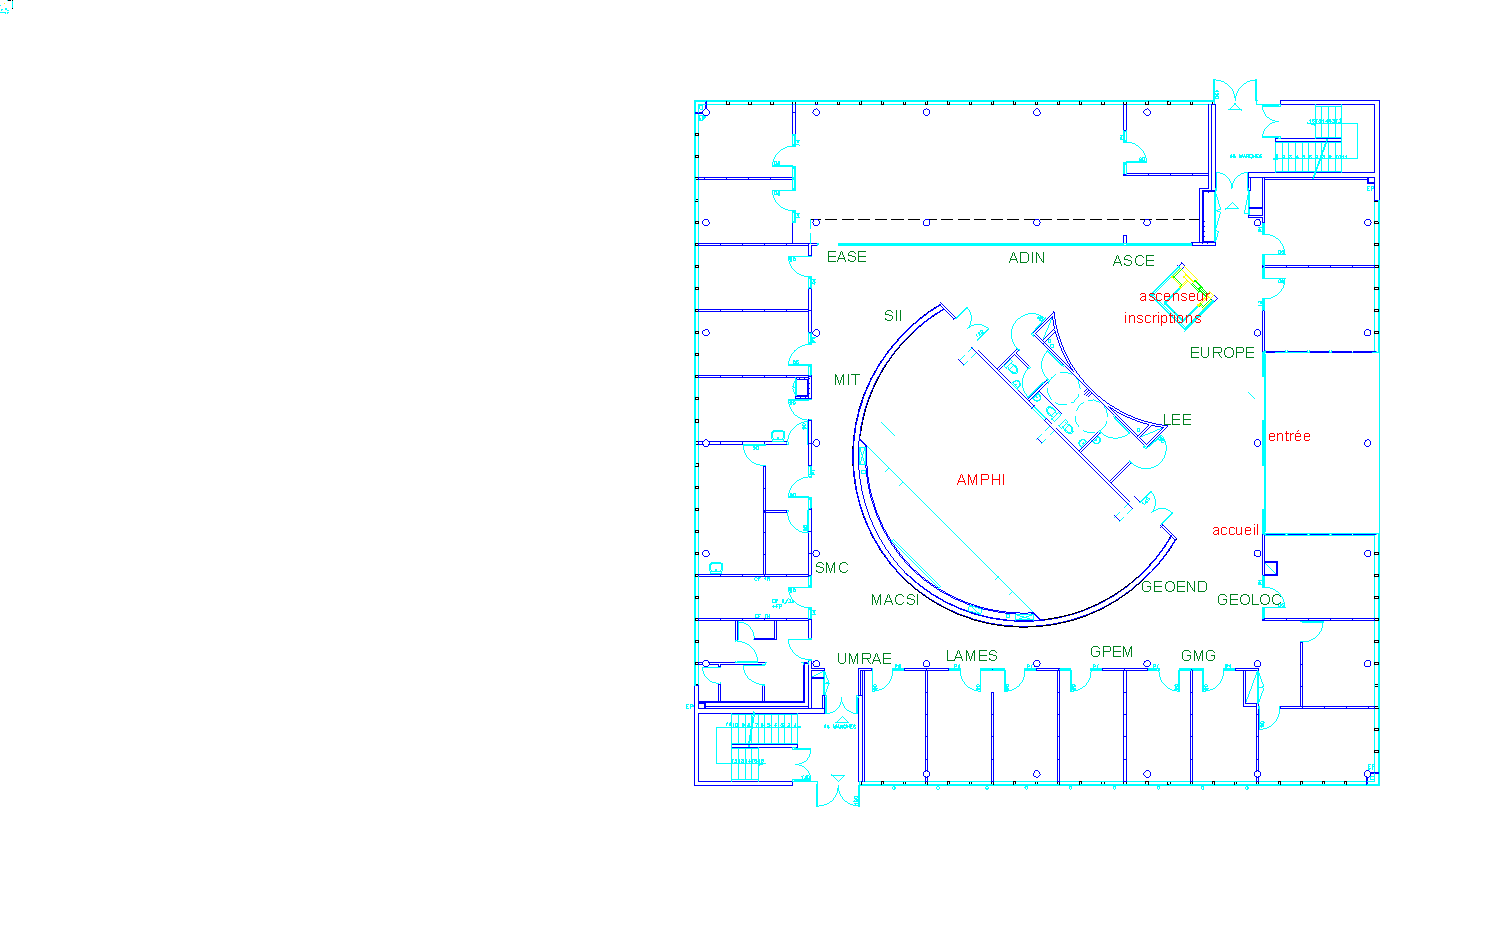 EASE
ADIN
ASCE
ascenseur
inscriptions
SII
EUROPE
MIT
LEE
entrée
AMPHI
accueil
SMC
MACSI
GEOEND
GEOLOC
UMRAE
LAMES
GPEM
GMG